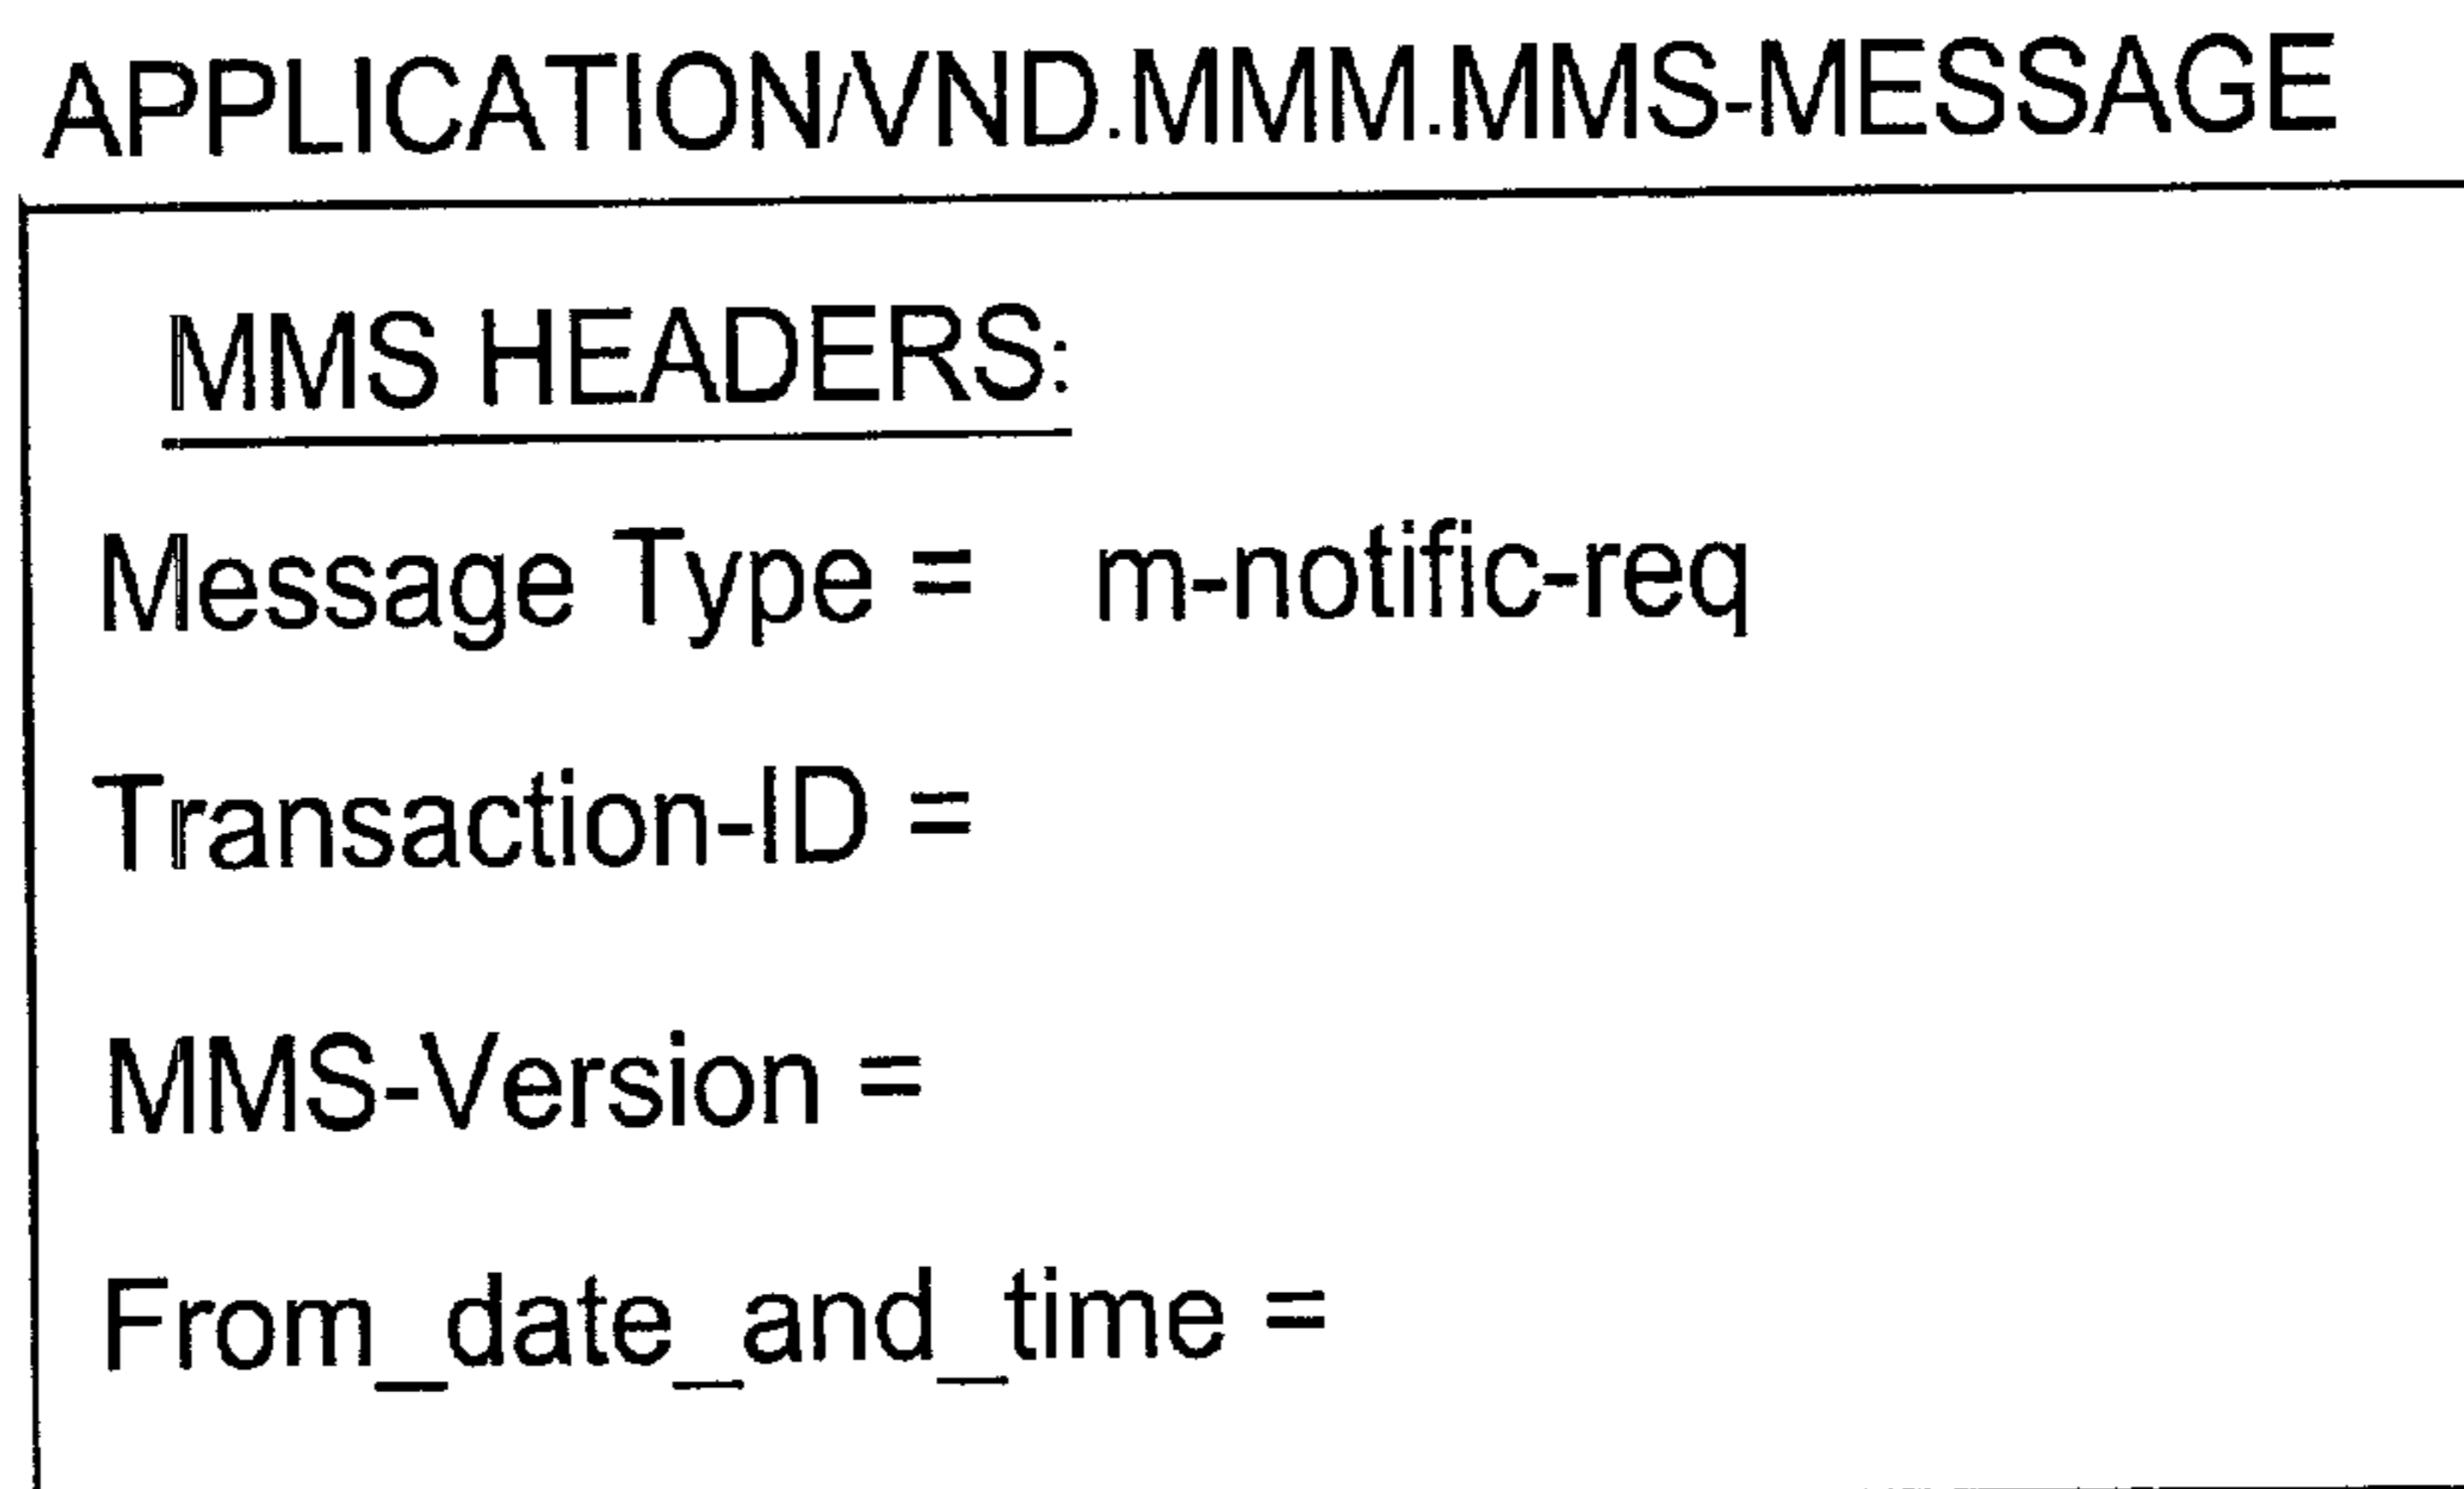 APPLICATION/VND.MMM.MMS-MESSAGE
MMS HEADERS:
Message Type = m-notific-req
Transaction-ID =
MMS-Version =
From_date_and_time =